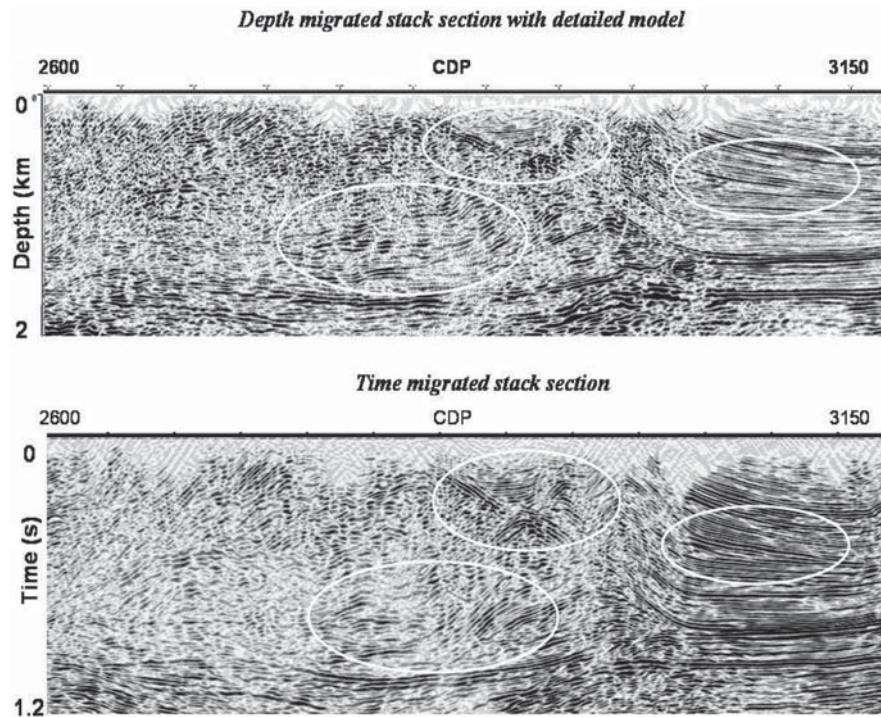 Depth migrated stack section with detailed model
2600 CDP 3150
0
Depth (km
2
Time migrated stack section
2600 CDP 3150
0
Time (s)
1.2